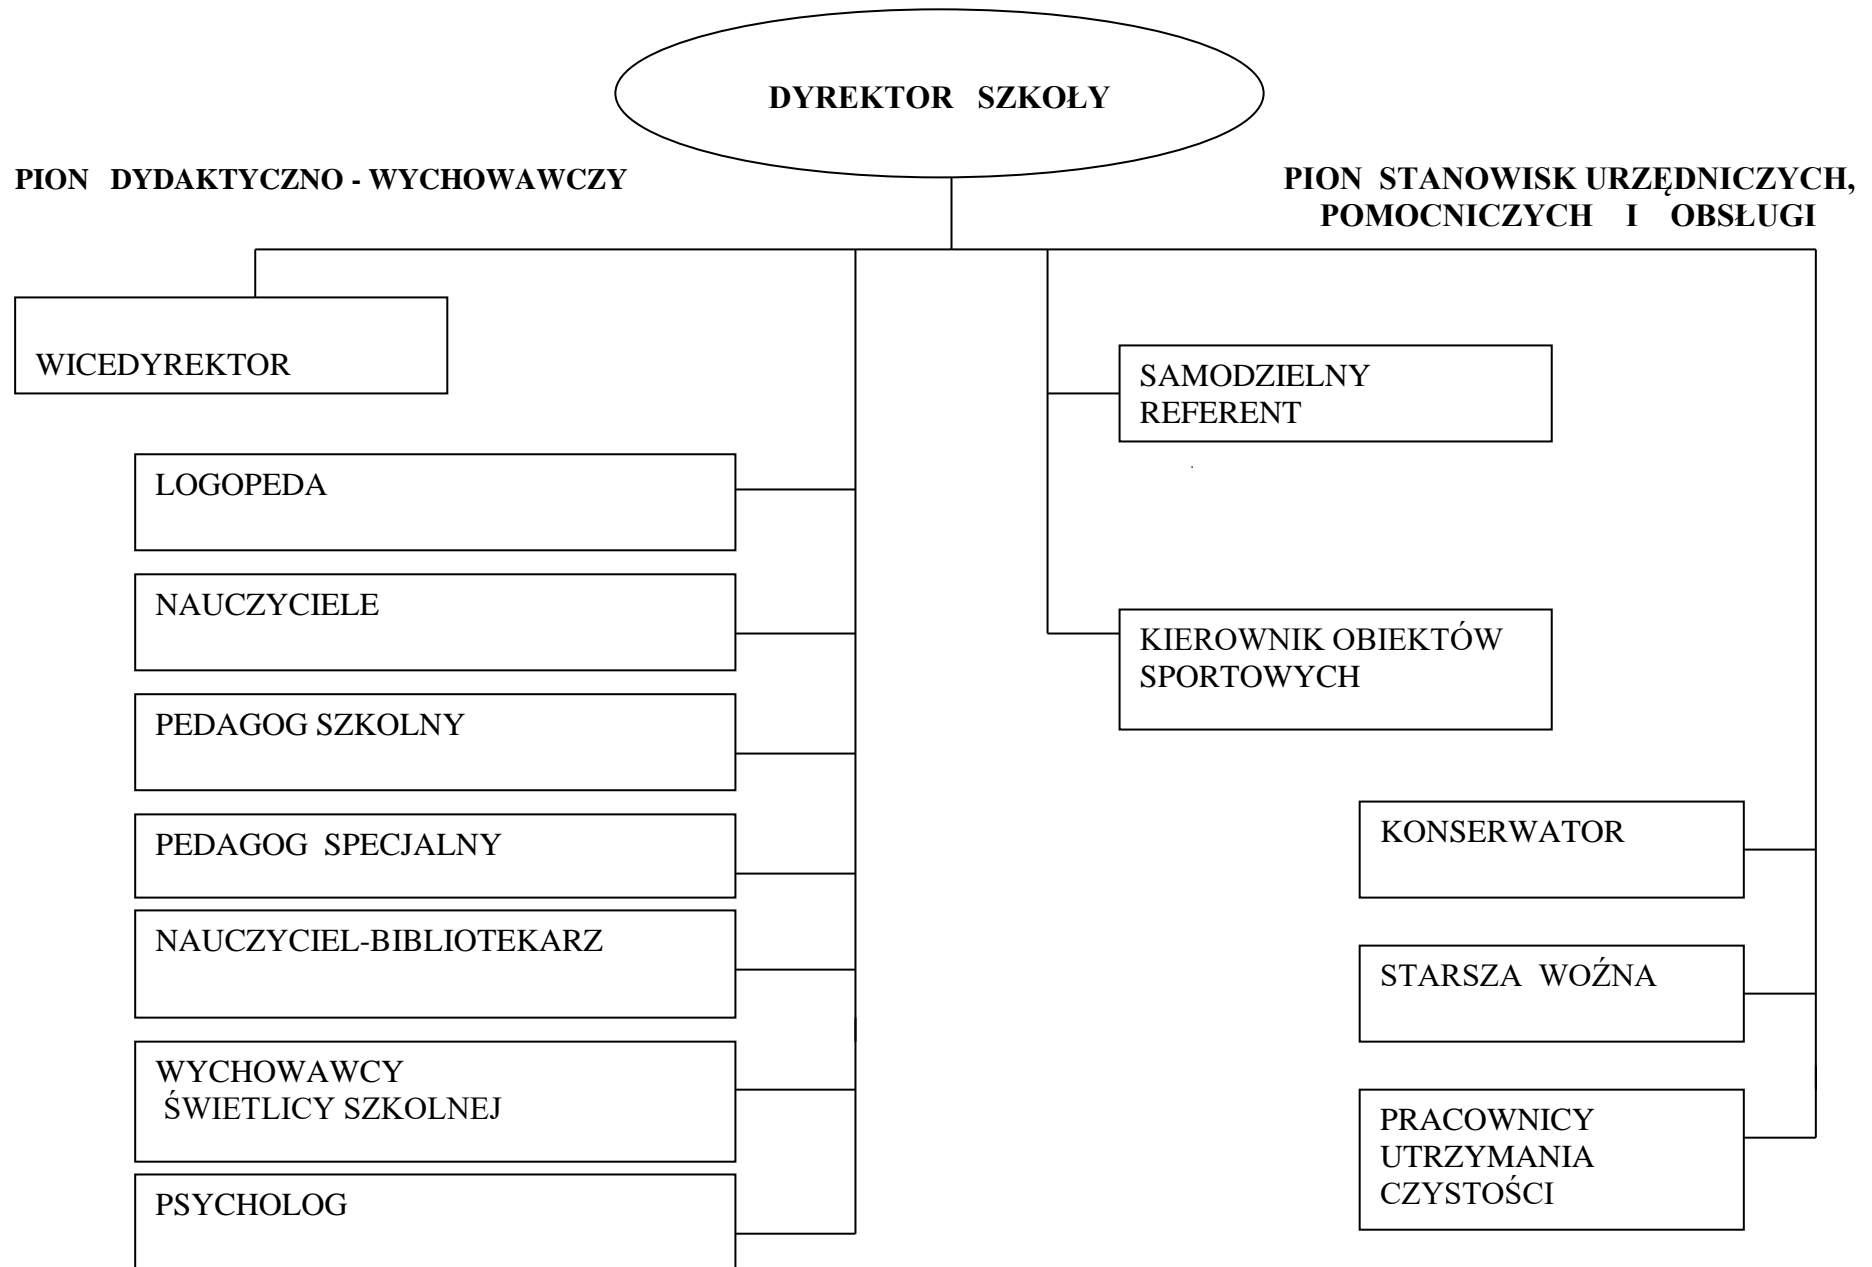 DYREKTOR SZKOŁY
PION DYDAKTYCZNO - WYCHOWAWCZY
PION STANOWISK URZĘDNICZYCH,
POMOCNICZYCH I OBSŁUGI
WICEDYREKTOR
SAMODZIELNY
REFERENT
LOGOPEDA
NAUCZYCIELE
KIEROWNIK OBIEKTÓW
SPORTOWYCH
PEDAGOG SZKOLNY
PEDAGOG SPECJALNY
KONSERWATOR
NAUCZYCIEL-BIBLIOTEKARZ
STARSZA WOŹNA
WYCHOWAWCY
ŚWIETLICY SZKOLNEJ
PRACOWNICY
UTRZYMANIA
CZYSTOŚCI
PSYCHOLOG